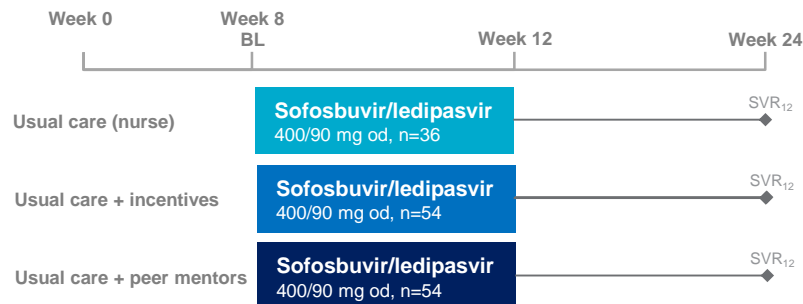 Week 0
Week 8
BL
Week 12
Week 24
Usual care (nurse)
Sofosbuvir/ledipasvir
400/90 mg od, n=36
SVR₁₂
Usual care + incentives
Sofosbuvir/ledipasvir
400/90 mg od, n=54
SVR₁₂
Usual care + peer mentors
Sofosbuvir/ledipasvir
400/90 mg od, n=54
SVR₁₂